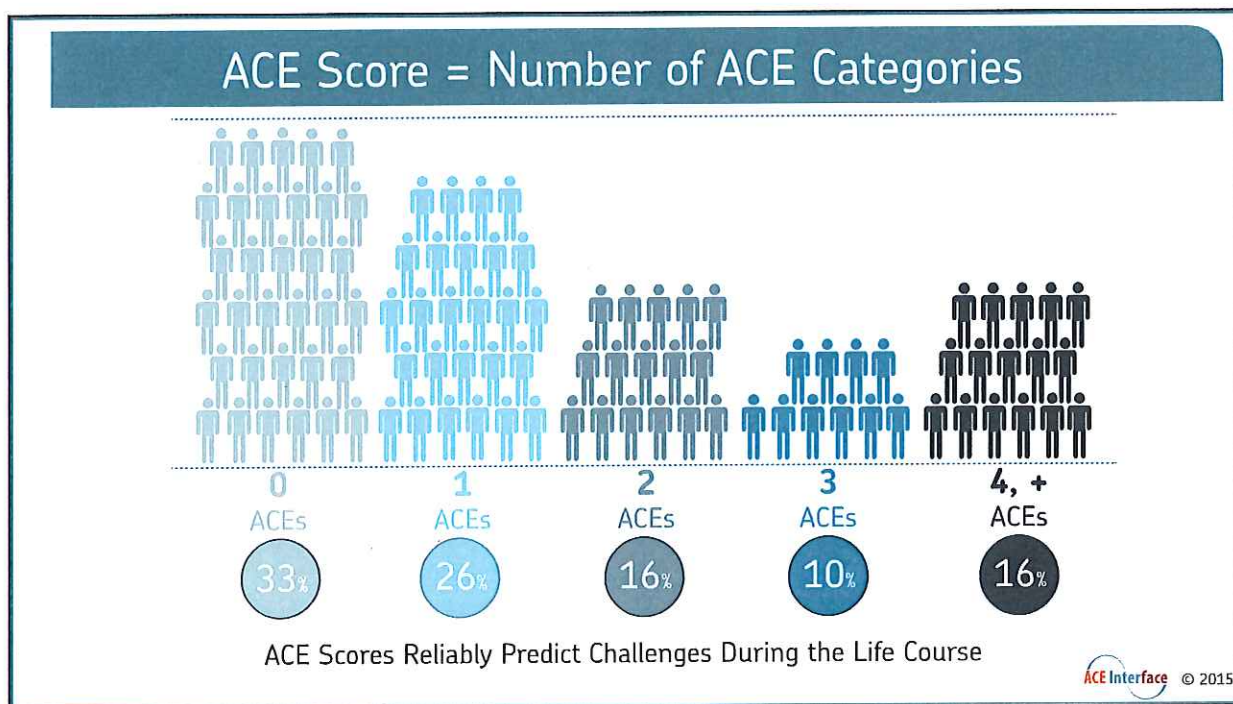 ACE Score = Number of ACE Categories
0 1 2 3 4, +
ACEs ACEs ACEs ACEs ACEs
33% 26% 16% 10% 16%
ACE Scores Reliably Predict Challenges During the Life Course
ACE Interface © 2015